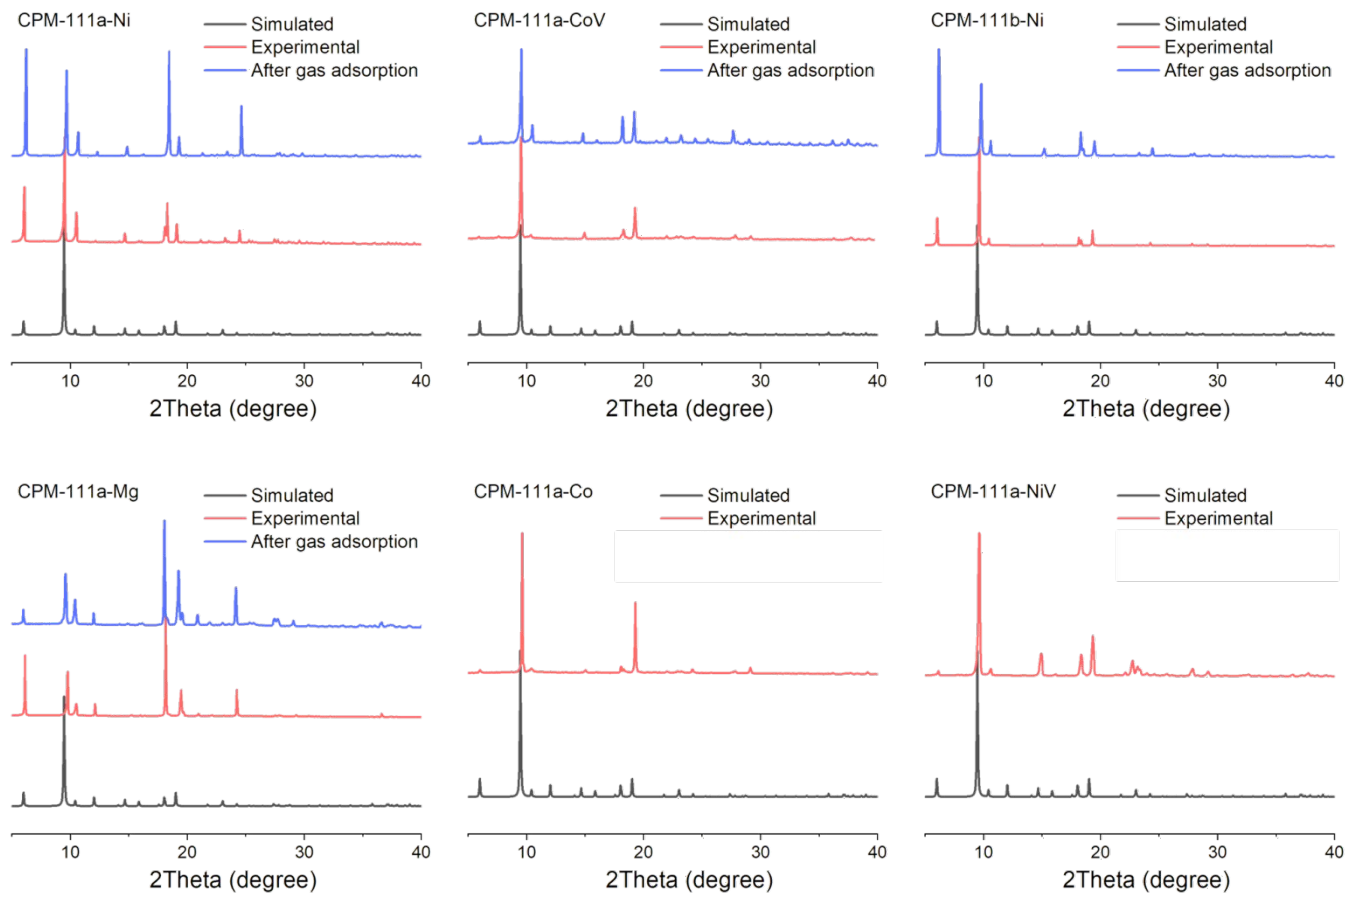 CPM-111a-Ni
Simulated
Experimental
After gas adsorption
10 20 30 40
2Theta (degree)
CPM-111a-CoV
Simulated
Experimental
After gas adsorption
10 20 30 40
2Theta (degree)
CPM-111b-Ni
Simulated
Experimental
After gas adsorption
10 20 30 40
2Theta (degree)
CPM-111a-Mg
Simulated
Experimental
After gas adsorption
10 20 30 40
2Theta (degree)
CPM-111a-Co
Simulated
Experimental
10 20 30 40
2Theta (degree)
CPM-111a-NiV
Simulated
Experimental
10 20 30 40
2Theta (degree)